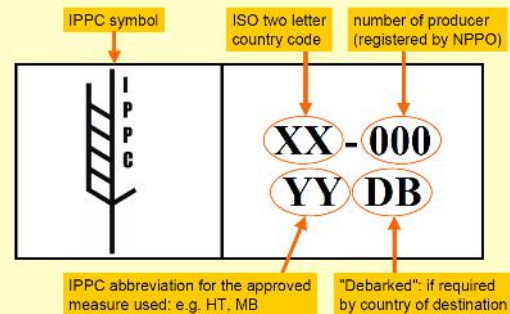 IPPC symbol
ISO two letter
country code
number of producer
(registered by NPPO)
I
P
P
C
XX - 000
YY DB
IPPC abbreviation for the approved
measure used: e.g. HT, MB
"Debarked": if required
by country of destination